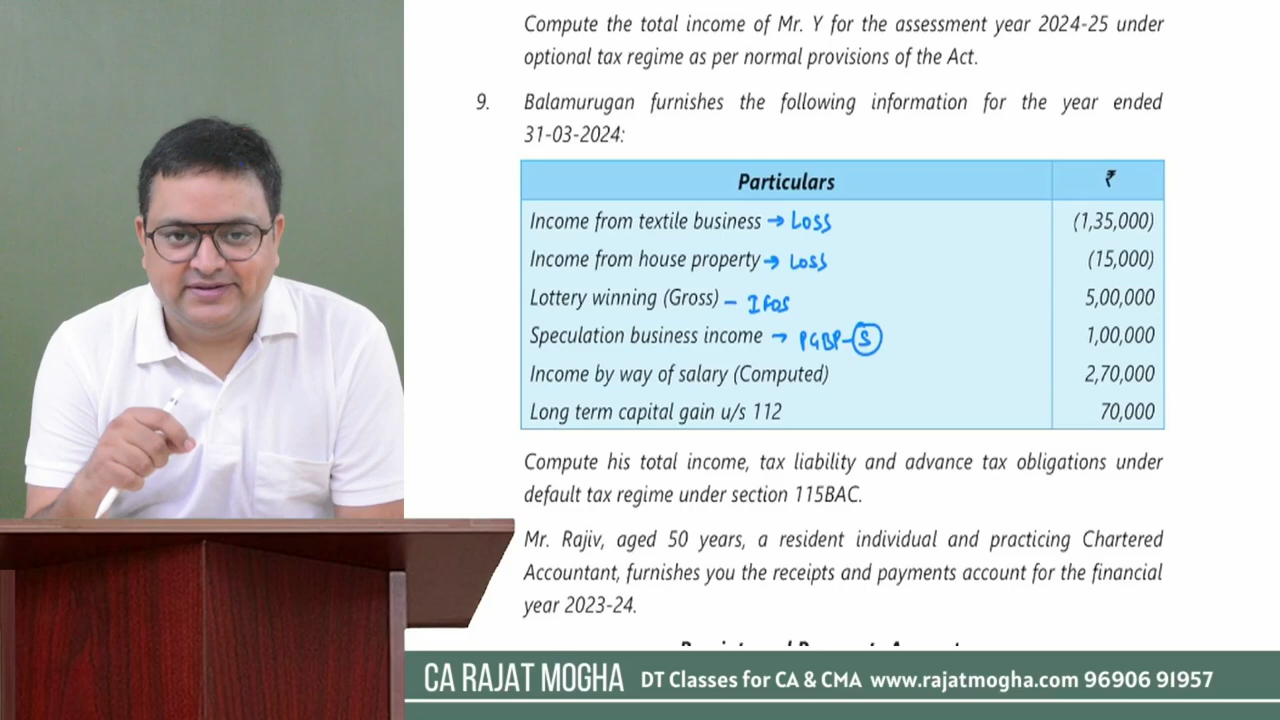 Compute the total income of Mr. Y for the assessment year 2024-25 under
optional tax regime as per normal provisions of the Act.
9. Balamurugan furnishes the following information for the year ended
31-03-2024:
Particulars ₹
Income from textile business → Loss (1,35,000)
Income from house property → Loss (15,000)
Lottery winning (Gross) – IFOS 5,00,000
Speculation business income → PGBP-S 1,00,000
Income by way of salary (Computed) 2,70,000
Long term capital gain u/s 112 70,000
Compute his total income, tax liability and advance tax obligations under
default tax regime under section 115BAC.
Mr. Rajiv, aged 50 years, a resident individual and practicing Chartered
Accountant, furnishes you the receipts and payments account for the financial
year 2023-24.
CA RAJAT MOGHA DT Classes for CA & CMA www.rajatmogha.com 96906 91957